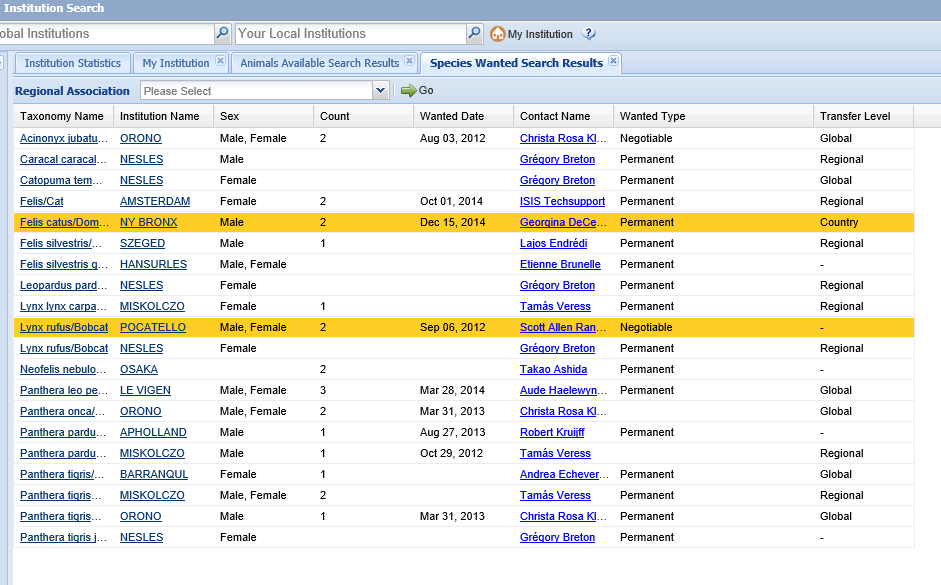 Institution Search
obal Institutions Your Local Institutions My Institution
Institution Statistics My Institution Animals Available Search Results Species Wanted Search Results
Regional Association Please Select Go
Taxonomy Name Institution Name Sex Count Wanted Date Contact Name Wanted Type Transfer Level
Acinonyx jubatu... ORONO Male, Female 2 Aug 03, 2012 Christa Rosa Kl... Negotiable Global
Caracal caracal... NESLES Male Grégory Breton Permanent Regional
Catopuma tem... NESLES Female Grégory Breton Permanent Global
Felis/Cat AMSTERDAM Female 2 Oct 01, 2014 ISIS Techsupport Permanent Regional
Felis catus/Dom... NY BRONX Male 2 Dec 15, 2014 Georgina DeCe... Permanent Country
Felis silvestris/... SZEGED Male 1 Lajos Endrédi Permanent Regional
Felis silvestris g... HANSURLES Male, Female Etienne Brunelle Permanent -
Leopardus pard... NESLES Female Grégory Breton Permanent Regional
Lynx lynx carpa... MISKOLCZO Female 1 Tamás Veress Permanent Regional
Lynx rufus/Bobcat POCATELLO Male, Female 2 Sep 06, 2012 Scott Allen Ran... Negotiable -
Lynx rufus/Bobcat NESLES Female Grégory Breton Permanent Regional
Neofelis nebulo... OSAKA 2 Takao Ashida Permanent -
Panthera leo pe... LE VIGEN Male, Female 3 Mar 28, 2014 Aude Haelewyn... Permanent Global
Panthera onca/... ORONO Male, Female 2 Mar 31, 2013 Christa Rosa Kl... Global
Panthera pardu... APHOLLAND Male 1 Aug 27, 2013 Robert Kruijff Permanent -
Panthera pardu... MISKOLCZO Male 1 Oct 29, 2012 Tamás Veress Regional
Panthera tigris/... BARRANQUL Female 1 Andrea Echever... Permanent Global
Panthera tigris... MISKOLCZO Male, Female 2 Tamás Veress Permanent Regional
Panthera tigris... ORONO Male 1 Mar 31, 2013 Christa Rosa Kl... Permanent Global
Panthera tigris j... NESLES Female Grégory Breton Permanent -